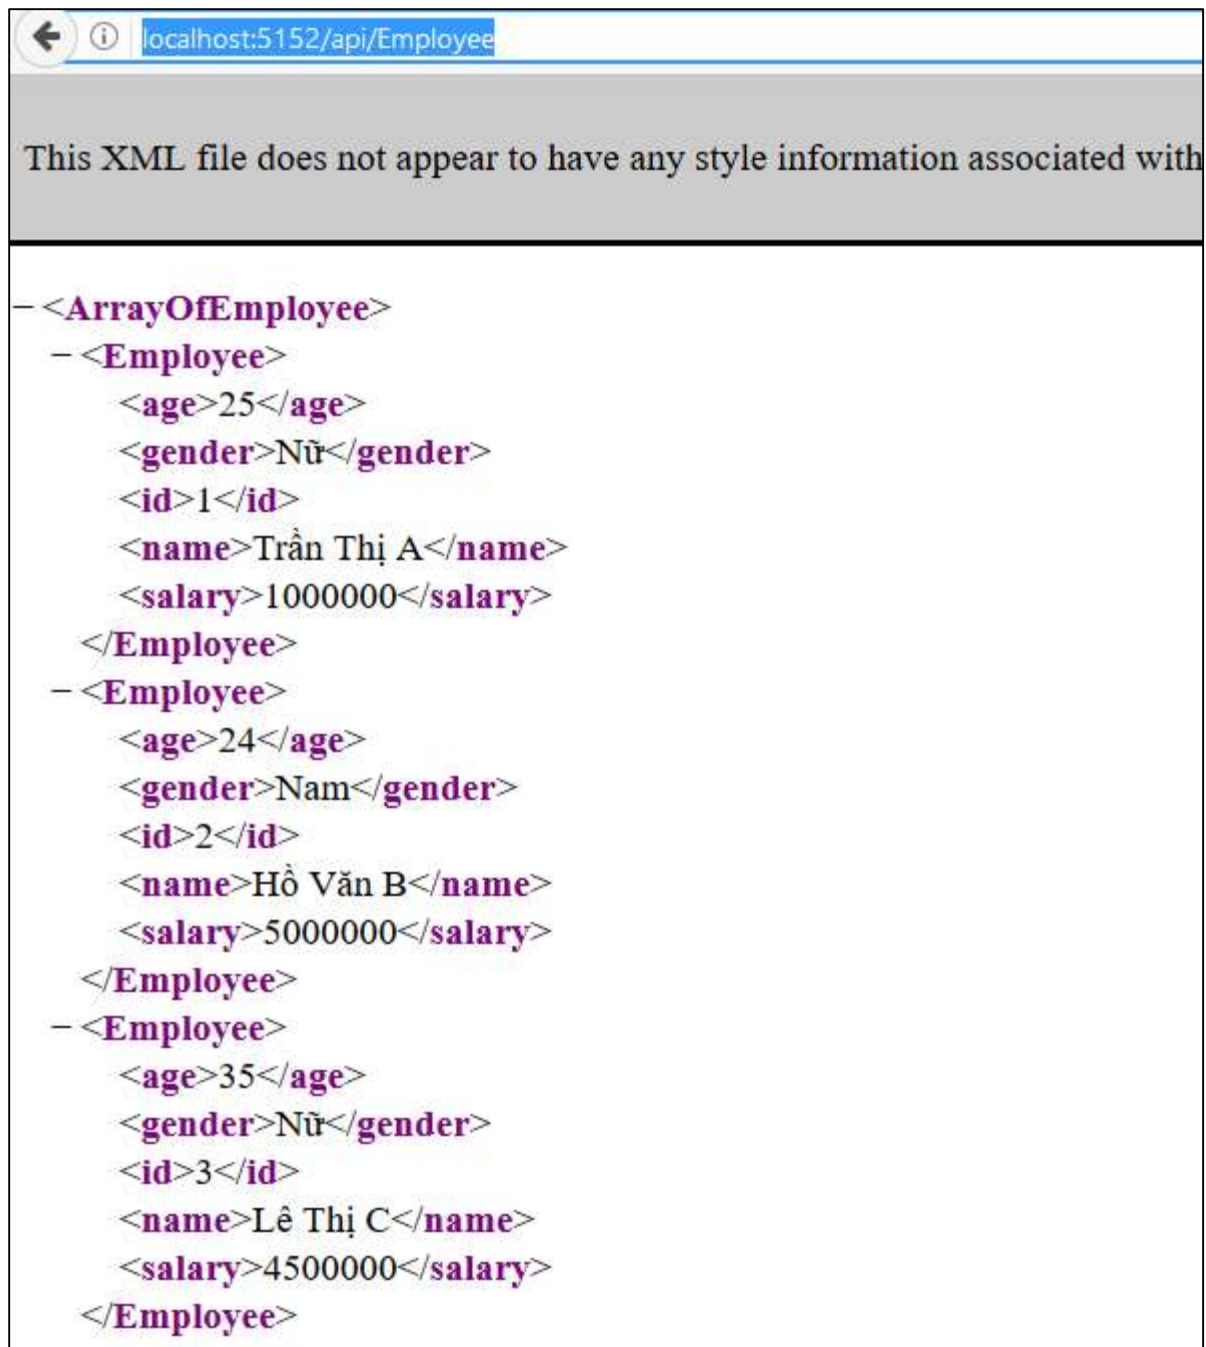 localhost:5152/api/Employee
This XML file does not appear to have any style information associated with
– <ArrayOfEmployee>
– <Employee>
<age>25</age>
<gender>Nữ</gender>
<id>1</id>
<name>Trần Thị A</name>
<salary>1000000</salary>
</Employee>
– <Employee>
<age>24</age>
<gender>Nam</gender>
<id>2</id>
<name>Hồ Văn B</name>
<salary>5000000</salary>
</Employee>
– <Employee>
<age>35</age>
<gender>Nữ</gender>
<id>3</id>
<name>Lê Thị C</name>
<salary>4500000</salary>
</Employee>